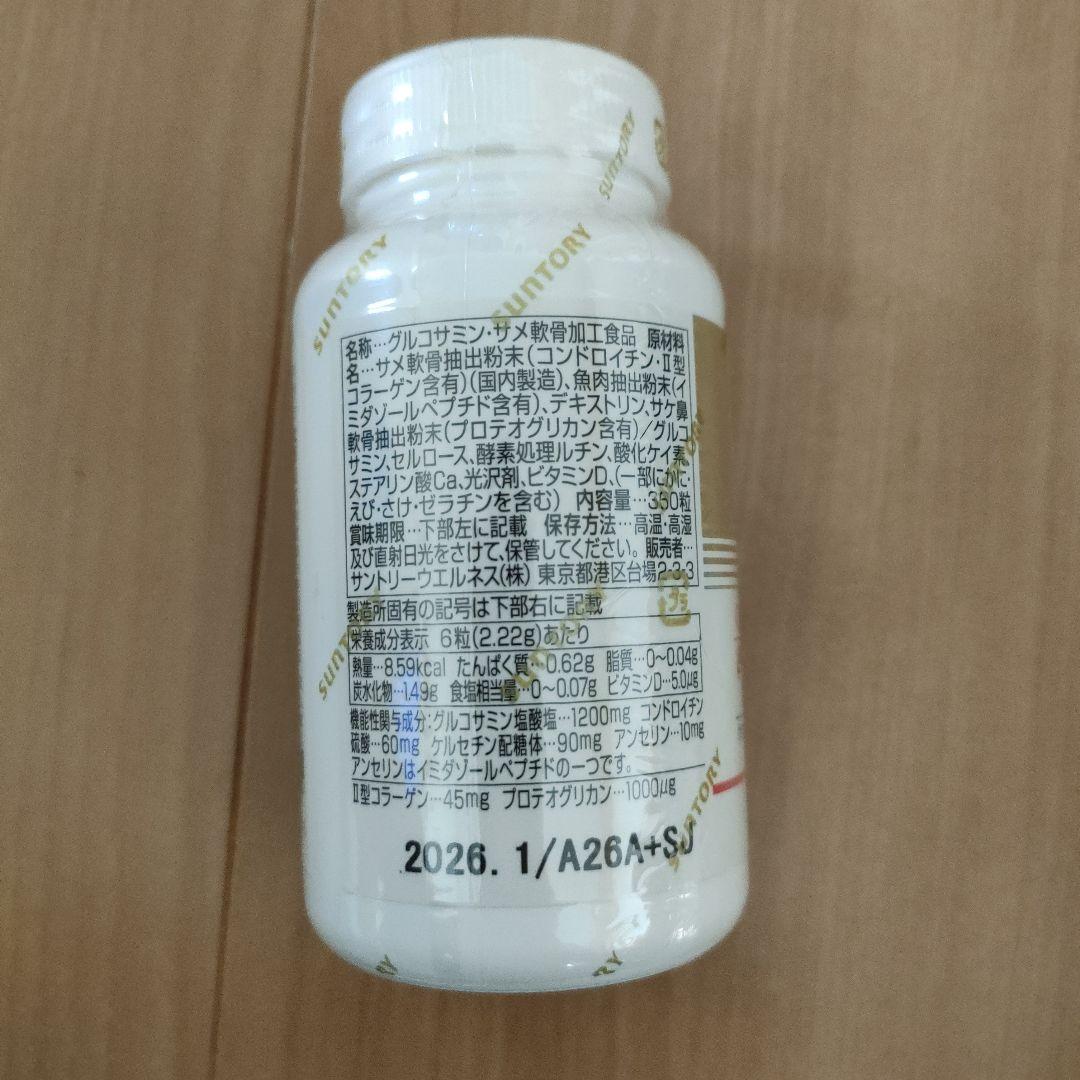 SUNTORY
SUNTORY
SUNTORY
名称…グルコサミン・サメ軟骨加工食品 原材料
名…サメ軟骨抽出粉末(コンドロイチン・Ⅱ型
コラーゲン含有)(国内製造)、魚肉抽出粉末(イ
ミダゾールペプチド含有)、デキストリン、サケ鼻
軟骨抽出粉末(プロテオグリカン含有)/グルコ
サミン、セルロース、酵素処理ルチン、酸化ケイ素、
ステアリン酸Ca、光沢剤、ビタミンD、(一部にかに・
えび・さけ・ゼラチンを含む) 内容量…360粒
賞味期限…下部左に記載 保存方法…高温・高湿
及び直射日光をさけて、保管してください。 販売者…
サントリーウエルネス(株) 東京都港区台場2-3-3
製造所固有の記号は下部右に記載
プラ
栄養成分表示 6粒(2.22g)あたり
熱量…8.59kcal たんぱく質…0.62g 脂質…0〜0.04g
炭水化物…1.49g 食塩相当量…0〜0.07g ビタミンD…5.0μg
機能性関与成分:グルコサミン塩酸塩…1200mg コンドロイチン
硫酸…60mg ケルセチン配糖体…90mg アンセリン…10mg
アンセリンはイミダゾールペプチドの一つです。
Ⅱ型コラーゲン…45mg プロテオグリカン…1000μg
2026. 1/A26A+SJ
SUNTORY
SUNTORY
SUNTORY
RY
RY